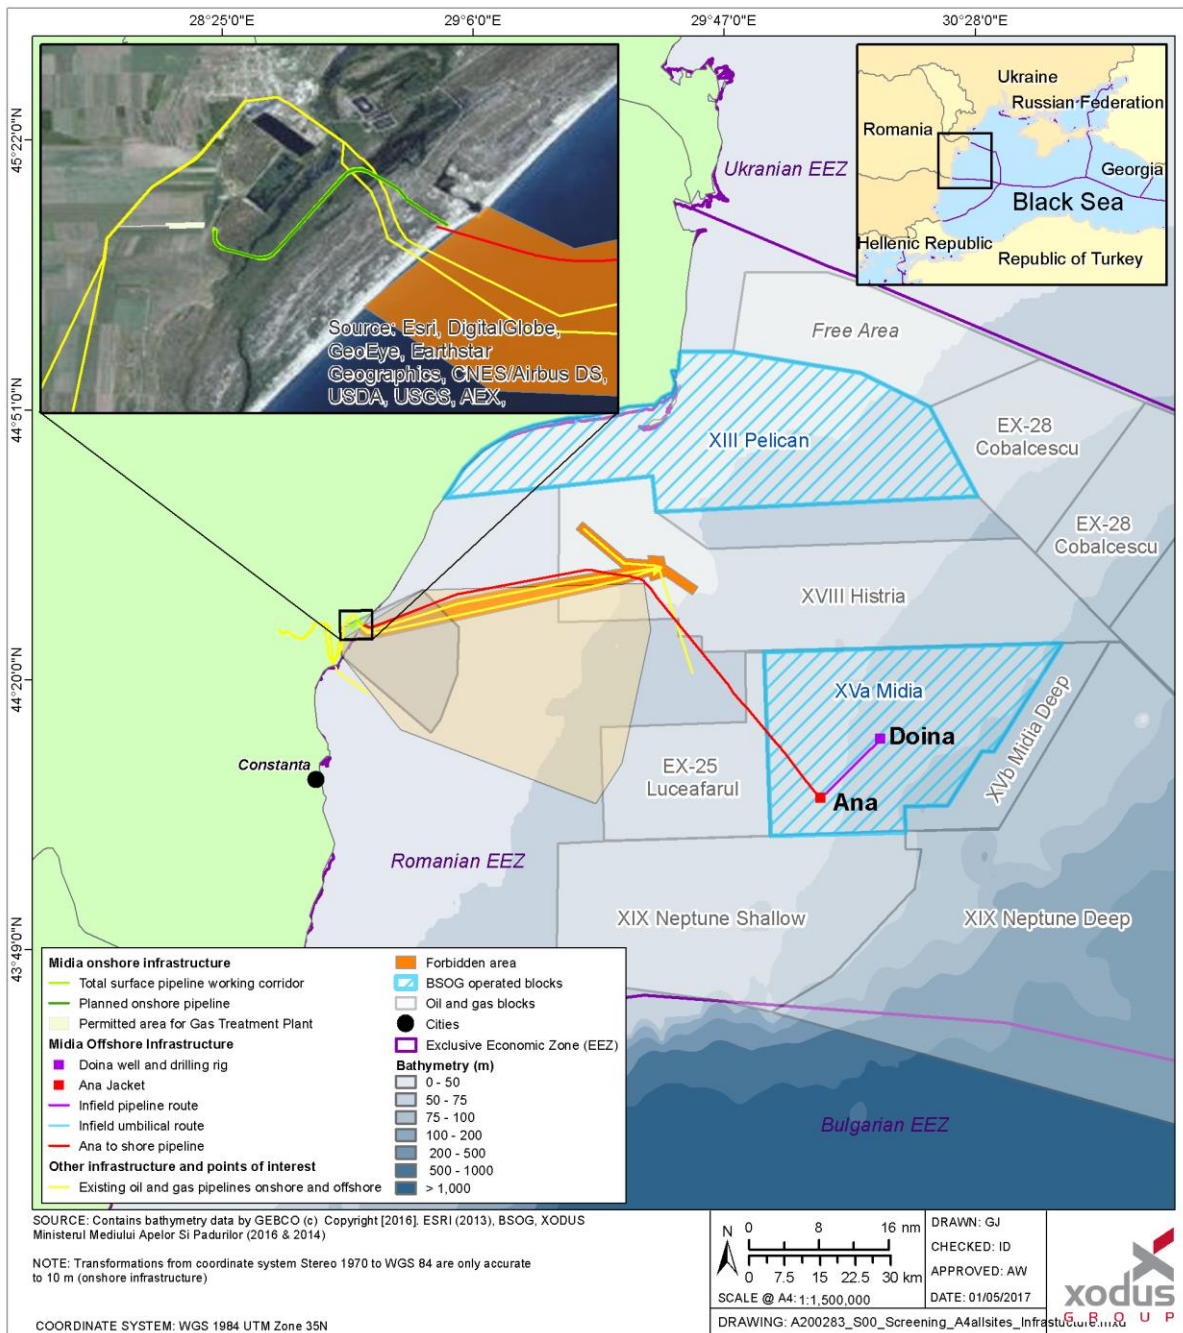 28°25'0"E
29°6'0"E
29°47'0"E
30°28'0"E
45°22'0"N
44°51'0"N
44°20'0"N
43°49'0"N
Source: Esri, DigitalGlobe,
GeoEye, Earthstar
Geographics, CNES/Airbus DS,
USDA, USGS, AEX,
Ukraine
Russian Federation
Romania
Georgia
Black Sea
Hellenic Republic
Republic of Turkey
Ukranian EEZ
Free Area
XIII Pelican
EX-28
Cobalcescu
EX-28
Cobalcescu
XVIII Histria
XVa Midia
Doina
XVb Midia Deep
EX-25
Luceafarul
Ana
Constanta
Romanian EEZ
XIX Neptune Shallow
XIX Neptune Deep
Bulgarian EEZ
Midia onshore infrastructure
Total surface pipeline working corridor
Planned onshore pipeline
Permitted area for Gas Treatment Plant
Midia Offshore Infrastructure
Doina well and drilling rig
Ana Jacket
Infield pipeline route
Infield umbilical route
Ana to shore pipeline
Other infrastructure and points of interest
Existing oil and gas pipelines onshore and offshore
Forbidden area
BSOG operated blocks
Oil and gas blocks
Cities
Exclusive Economic Zone (EEZ)
Bathymetry (m)
0 - 50
50 - 75
75 - 100
100 - 200
200 - 500
500 - 1000
> 1,000
SOURCE: Contains bathymetry data by GEBCO (c) Copyright [2016]. ESRI (2013), BSOG, XODUS
Ministerul Mediului Apelor Si Padurilor (2016 & 2014)
NOTE: Transformations from coordinate system Stereo 1970 to WGS 84 are only accurate
to 10 m (onshore infrastructure)
COORDINATE SYSTEM: WGS 1984 UTM Zone 35N
N
0 8 16 nm
0 7.5 15 22.5 30 km
SCALE @ A4: 1:1,500,000
DRAWN: GJ
CHECKED: ID
APPROVED: AW
DATE: 01/05/2017
DRAWING: A200283_S00_Screening_A4allsites_Infrastucture.mxd
xodus
GROUP